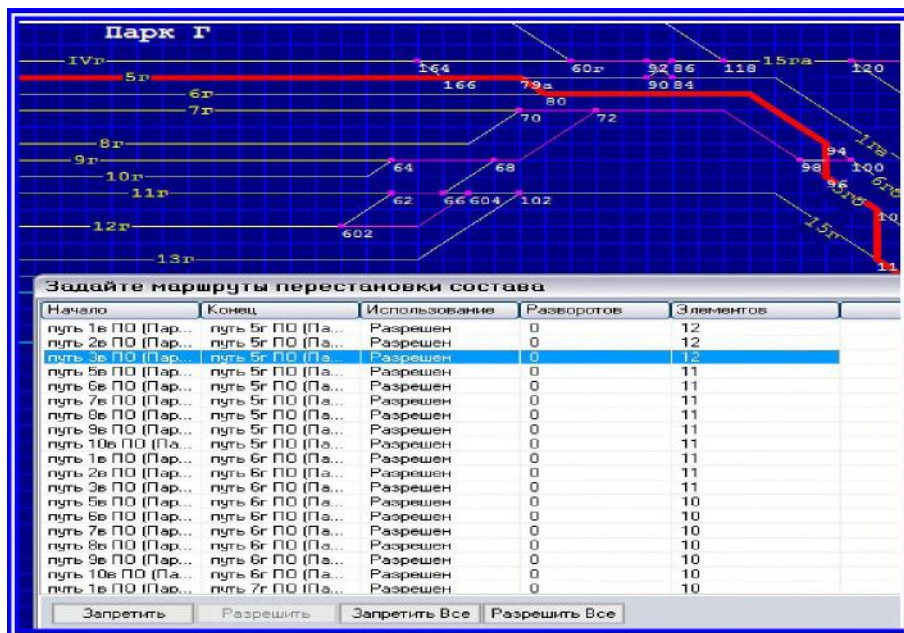 Парк Г
IVг 164 60г 92 86 118 15га 120
5г 166 79а 90 84
6г 80
7г 70 72
1га
8г 94
9г 64 68 98 100
10г 96 6гб
11г 62 66 604 102 5гб
15г
12г 602
13г 11
Задайте маршруты перестановки состава
Начало Конец Использование Разворотов Элементов
путь 1в ПО (Пар... путь 5г ПО (Па... Разрешен 0 12
путь 2в ПО (Пар... путь 5г ПО (Па... Разрешен 0 12
путь 3в ПО (Пар... путь 5г ПО (Па... Разрешен 0 12
путь 5в ПО (Пар... путь 5г ПО (Па... Разрешен 0 11
путь 6в ПО (Пар... путь 5г ПО (Па... Разрешен 0 11
путь 7в ПО (Пар... путь 5г ПО (Па... Разрешен 0 11
путь 8в ПО (Пар... путь 5г ПО (Па... Разрешен 0 11
путь 9в ПО (Пар... путь 5г ПО (Па... Разрешен 0 11
путь 10в ПО (Па... путь 5г ПО (Па... Разрешен 0 11
путь 1в ПО (Пар... путь 6г ПО (Па... Разрешен 0 11
путь 2в ПО (Пар... путь 6г ПО (Па... Разрешен 0 11
путь 3в ПО (Пар... путь 6г ПО (Па... Разрешен 0 11
путь 5в ПО (Пар... путь 6г ПО (Па... Разрешен 0 10
путь 6в ПО (Пар... путь 6г ПО (Па... Разрешен 0 10
путь 7в ПО (Пар... путь 6г ПО (Па... Разрешен 0 10
путь 8в ПО (Пар... путь 6г ПО (Па... Разрешен 0 10
путь 9в ПО (Пар... путь 6г ПО (Па... Разрешен 0 10
путь 10в ПО (Па... путь 6г ПО (Па... Разрешен 0 10
путь 1в ПО (Пар... путь 7г ПО (Па... Разрешен 0 10
Запретить Разрешить Запретить Все Разрешить Все